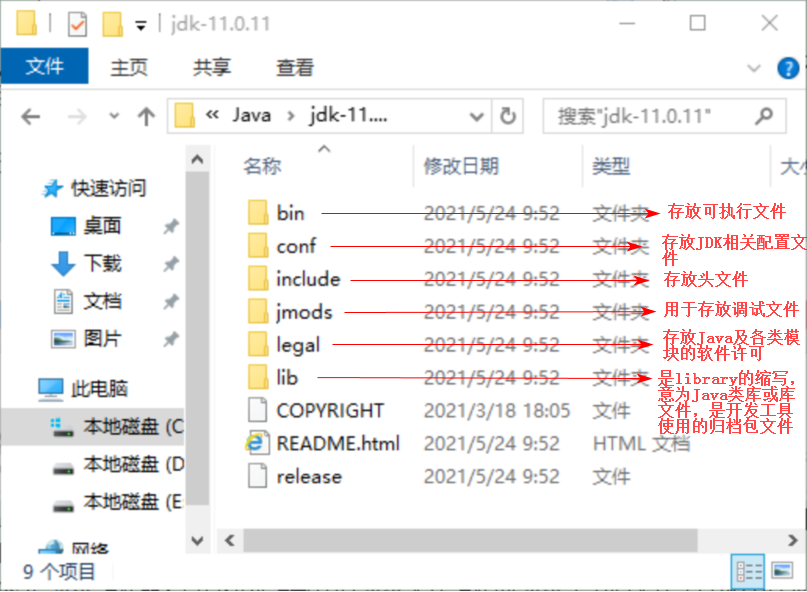 jdk-11.0.11
文件 主页 共享 查看
« Java › jdk-11.... 搜索"jdk-11.0.11"
名称 修改日期 类型 大小
快速访问
桌面
下载
文档
图片
此电脑
本地磁盘 (C
本地磁盘 (D
本地磁盘 (E
网络
bin 2021/5/24 9:52 文件夹 存放可执行文件
conf 2021/5/24 9:52 文件夹 存放JDK相关配置文
件
include 2021/5/24 9:52 文件夹 存放头文件
jmods 2021/5/24 9:52 文件夹 用于存放调试文件
legal 2021/5/24 9:52 文件夹 存放Java及各类模
块的软件许可
lib 2021/5/24 9:52 文件夹 是library的缩写，
意为Java类库或库
文件，是开发工具
使用的归档包文件
COPYRIGHT 2021/3/18 18:05 文件
README.html 2021/5/24 9:52 HTML 文档
release 2021/5/24 9:52 文件
9 个项目